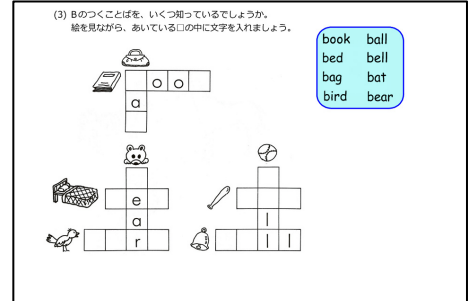 (3) Bのつくことばを、いくつ知っているでしょうか。
絵を見ながら、あいている□の中に文字を入れましょう。
book ball
bed bell
bag bat
bird bear
o o
a
e
a
r
l
l l